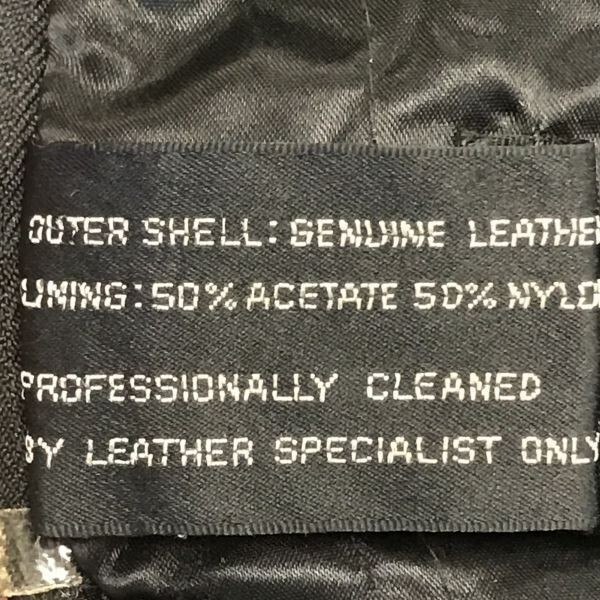 OUTER SHELL: GENUINE LEATHE
LINING: 50% ACETATE 50% NYLO
PROFESSIONALLY CLEANED
BY LEATHER SPECIALIST ONLY